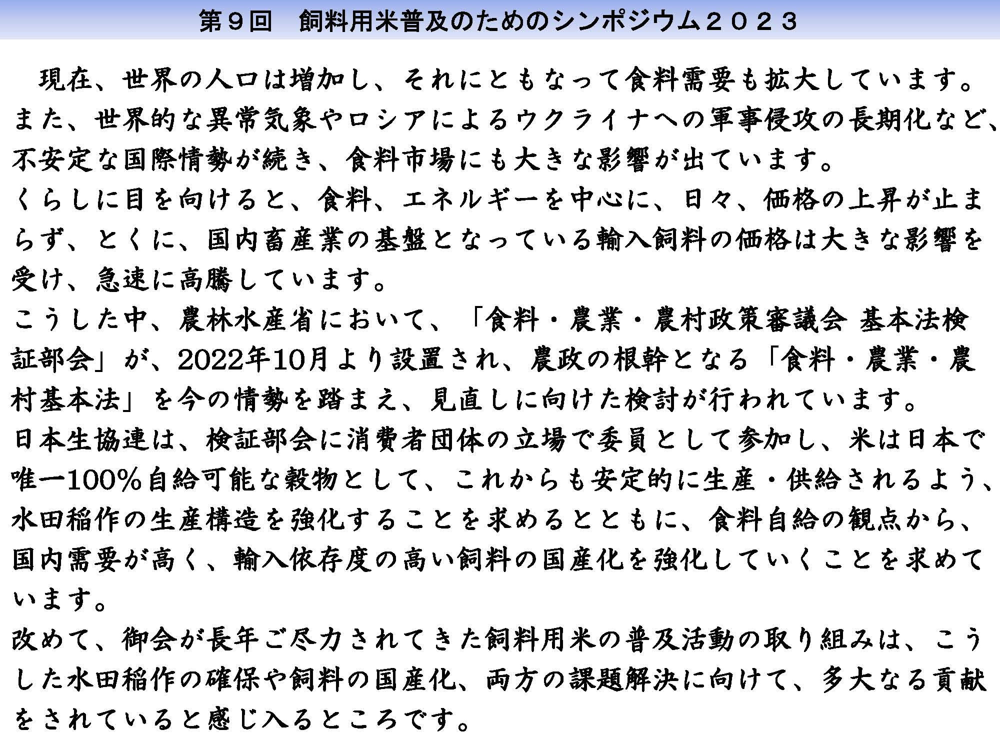 第９回　飼料用米普及のためのシンポジウム２０２３
　現在、世界の人口は増加し、それにともなって食料需要も拡大しています。
また、世界的な異常気象やロシアによるウクライナへの軍事侵攻の長期化など、
不安定な国際情勢が続き、食料市場にも大きな影響が出ています。
くらしに目を向けると、食料、エネルギーを中心に、日々、価格の上昇が止ま
らず、とくに、国内畜産業の基盤となっている輸入飼料の価格は大きな影響を
受け、急速に高騰しています。
こうした中、農林水産省において、「食料・農業・農村政策審議会 基本法検
証部会」が、2022年10月より設置され、農政の根幹となる「食料・農業・農
村基本法」を今の情勢を踏まえ、見直しに向けた検討が行われています。
日本生協連は、検証部会に消費者団体の立場で委員として参加し、米は日本で
唯一100％自給可能な穀物として、これからも安定的に生産・供給されるよう、
水田稲作の生産構造を強化することを求めるとともに、食料自給の観点から、
国内需要が高く、輸入依存度の高い飼料の国産化を強化していくことを求めて
います。
改めて、御会が長年ご尽力されてきた飼料用米の普及活動の取り組みは、こう
した水田稲作の確保や飼料の国産化、両方の課題解決に向けて、多大なる貢献
をされていると感じ入るところです。